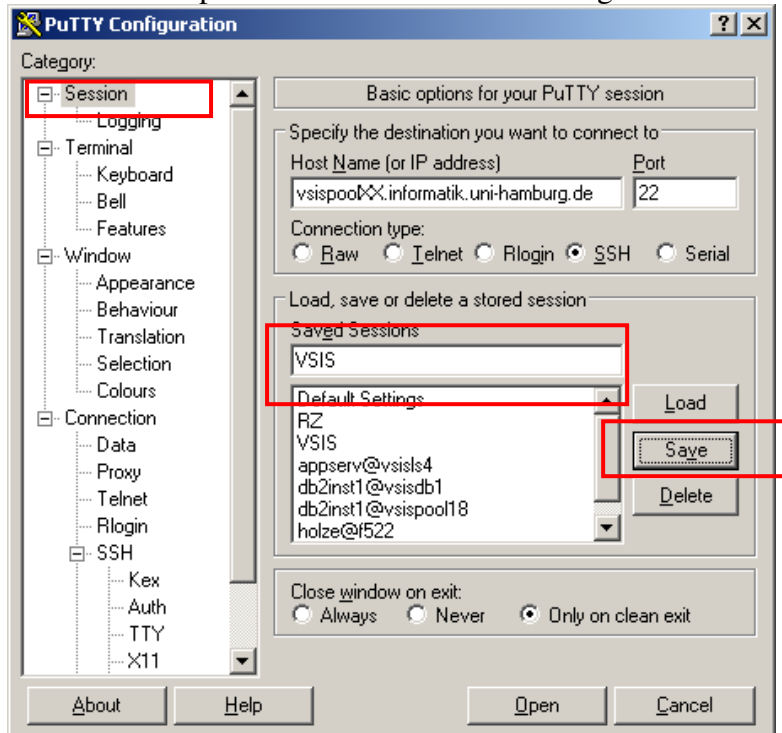 PuTTY Configuration
Category:
Session
Logging
Terminal
Keyboard
Bell
Features
Window
Appearance
Behaviour
Translation
Selection
Colours
Connection
Data
Proxy
Telnet
Rlogin
SSH
Kex
Auth
TTY
X11
Basic options for your PuTTY session
Specify the destination you want to connect to
Host Name (or IP address) Port
vsispoolXX.informatik.uni-hamburg.de 22
Connection type:
Raw Telnet Rlogin SSH Serial
Load, save or delete a stored session
Saved Sessions
VSIS
Default Settings
RZ
VSIS
appserv@vsisls4
db2inst1@vsisdb1
db2inst1@vsispool18
holze@f522
Load
Save
Delete
Close window on exit:
Always Never Only on clean exit
About Help Open Cancel